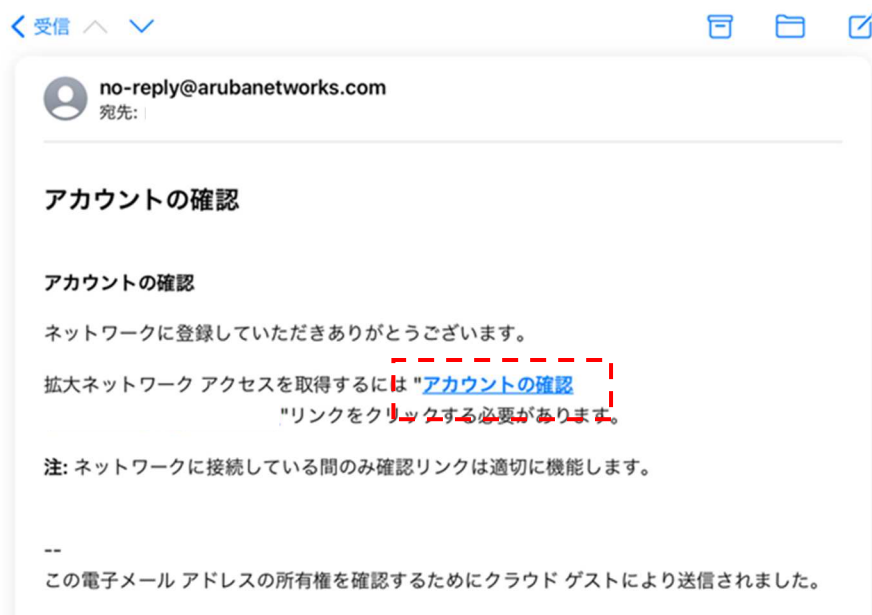 受信
no-reply@arubanetworks.com
宛先:
アカウントの確認
アカウントの確認
ネットワークに登録していただきありがとうございます。
拡大ネットワーク アクセスを取得するには "アカウントの確認
"リンクをクリックする必要があります。
注: ネットワークに接続している間のみ確認リンクは適切に機能します。
--
この電子メール アドレスの所有権を確認するためにクラウド ゲストにより送信されました。